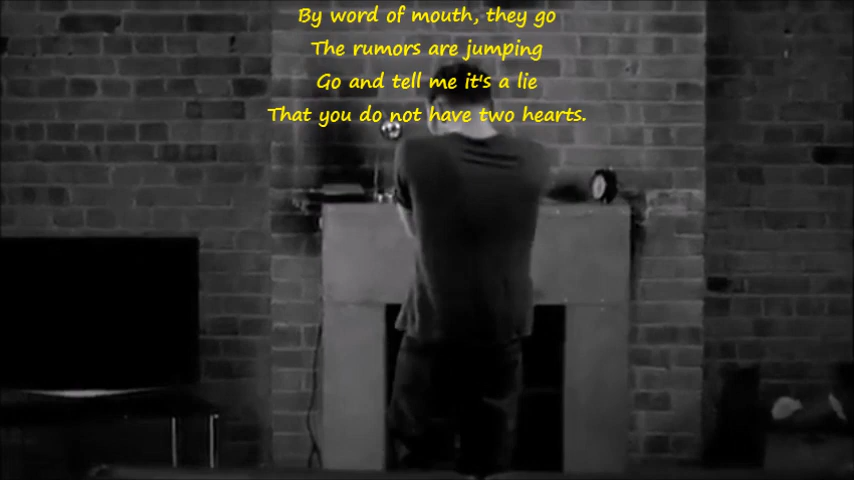 By word of mouth, they go
The rumors are jumping
Go and tell me it's a lie
That you do not have two hearts.